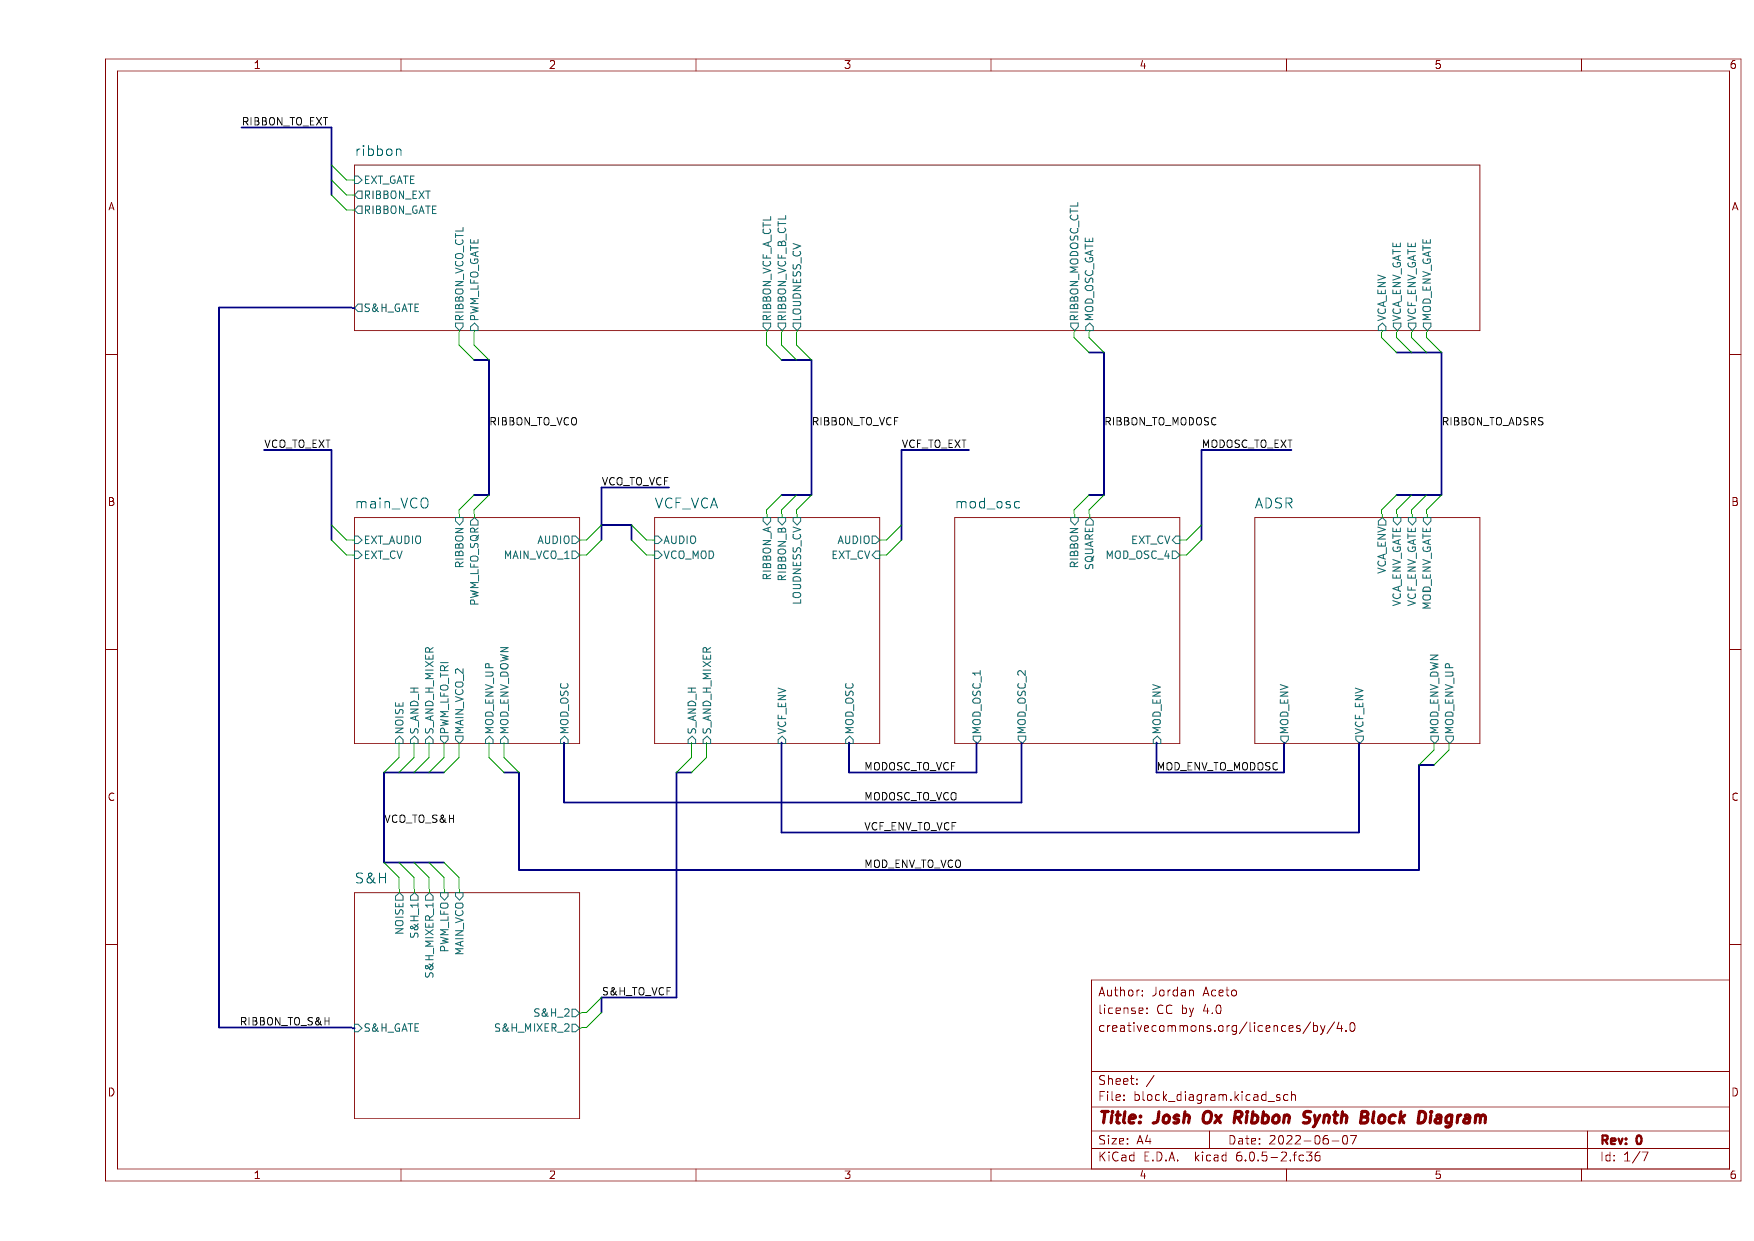 1 2 3 4 5 6
RIBBON_TO_EXT
ribbon
EXT_GATE
RIBBON_EXT
RIBBON_GATE
A
A
RIBBON_VCO_CTL
PWM_LFO_GATE
RIBBON_VCF_A_CTL
RIBBON_VCF_B_CTL
LOUDNESS_CV
RIBBON_MODOSC_CTL
MOD_OSC_GATE
VCA_ENV
VCA_ENV_GATE
VCF_ENV_GATE
MOD_ENV_GATE
S&H_GATE
RIBBON_TO_VCO
RIBBON_TO_VCF
RIBBON_TO_MODOSC
RIBBON_TO_ADSRS
VCO_TO_EXT
VCF_TO_EXT
MODOSC_TO_EXT
VCO_TO_VCF
B
B
main_VCO
VCF_VCA
mod_osc
ADSR
EXT_AUDIO
EXT_CV
RIBBON
PWM_LFO_SQR
AUDIO
MAIN_VCO_1
AUDIO
VCO_MOD
RIBBON_A
RIBBON_B
LOUDNESS_CV
AUDIO
EXT_CV
RIBBON
SQUARE
EXT_CV
MOD_OSC_4
VCA_ENV
VCA_ENV_GATE
VCF_ENV_GATE
MOD_ENV_GATE
NOISE
S_AND_H
S_AND_H_MIXER
PWM_LFO_TRI
MAIN_VCO_2
MOD_ENV_UP
MOD_ENV_DOWN
MOD_OSC
S_AND_H
S_AND_H_MIXER
VCF_ENV
MOD_OSC
MOD_OSC_1
MOD_OSC_2
MOD_ENV
MOD_ENV
VCF_ENV
MOD_ENV_DWN
MOD_ENV_UP
MODOSC_TO_VCF
MOD_ENV_TO_MODOSC
C
C
MODOSC_TO_VCO
VCO_TO_S&H
VCF_ENV_TO_VCF
MOD_ENV_TO_VCO
S&H
NOISE
S&H_1
S&H_MIXER_1
PWM_LFO
MAIN_VCO
S&H_TO_VCF
S&H_2
RIBBON_TO_S&H
S&H_GATE
S&H_MIXER_2
Author: Jordan Aceto
license: CC by 4.0
creativecommons.org/licences/by/4.0
Sheet: /
File: block_diagram.kicad_sch
D
D
Title: Josh Ox Ribbon Synth Block Diagram
Size: A4 Date: 2022-06-07 Rev: 0
KiCad E.D.A. kicad 6.0.5-2.fc36 Id: 1/7
1 2 3 4 5 6